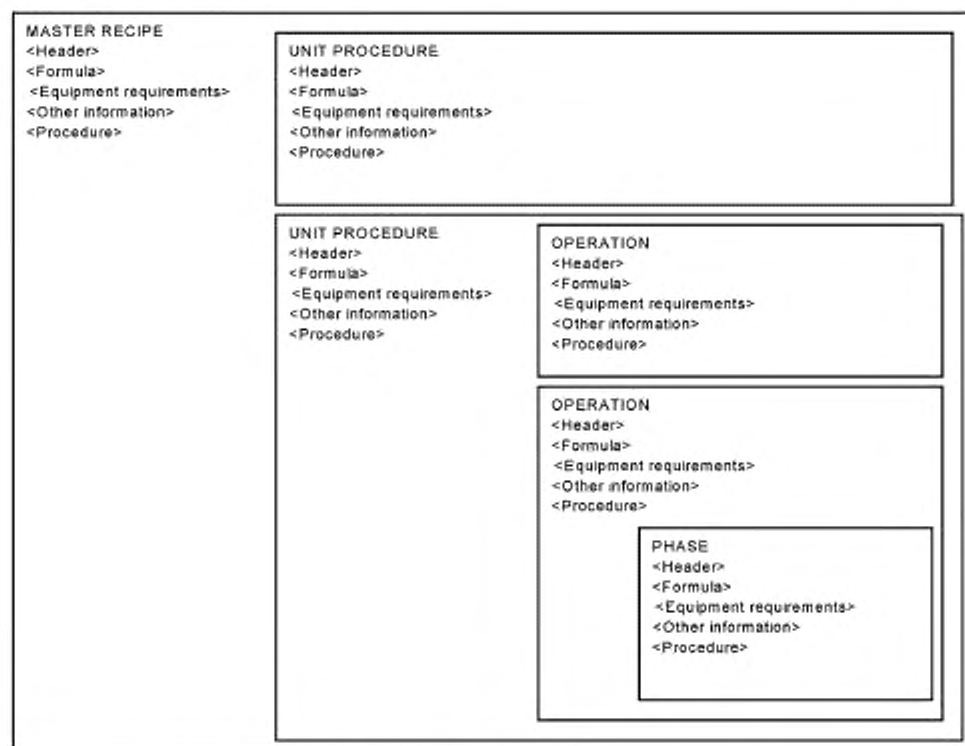 MASTER RECIPE
<Header>
<Formula>
<Equipment requirements>
<Other information>
<Procedure>
UNIT PROCEDURE
<Header>
<Formula>
<Equipment requirements>
<Other information>
<Procedure>
UNIT PROCEDURE
<Header>
<Formula>
<Equipment requirements>
<Other information>
<Procedure>
OPERATION
<Header>
<Formula>
<Equipment requirements>
<Other information>
<Procedure>
OPERATION
<Header>
<Formula>
<Equipment requirements>
<Other information>
<Procedure>
PHASE
<Header>
<Formula>
<Equipment requirements>
<Other information>
<Procedure>